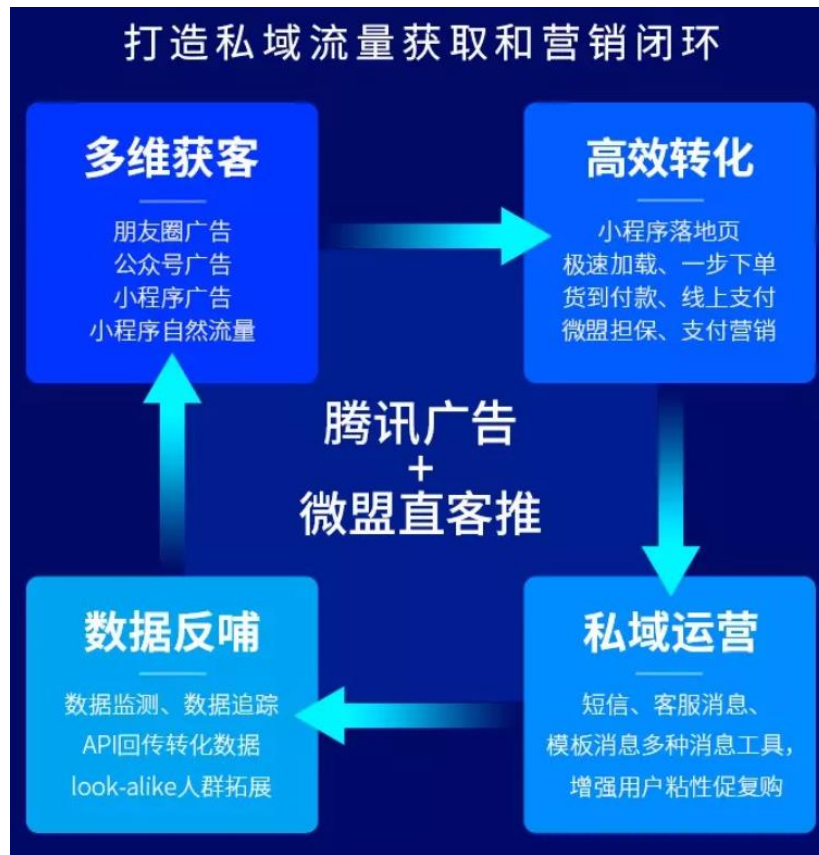 打造私域流量获取和营销闭环
多维获客
朋友圈广告
公众号广告
小程序广告
小程序自然流量
高效转化
小程序落地页
极速加载、一步下单
货到付款、线上支付
微盟担保、支付营销
腾讯广告
+
微盟直客推
数据反哺
数据监测、数据追踪
API回传转化数据
look-alike人群拓展
私域运营
短信、客服消息、
模板消息多种消息工具，
增强用户粘性促复购